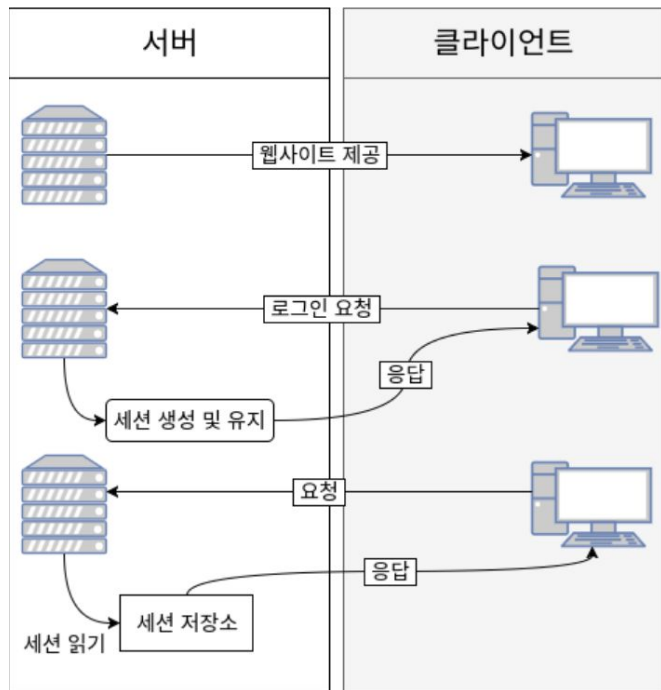 서버
클라이언트
웹사이트 제공
로그인 요청
응답
세션 생성 및 유지
요청
응답
세션 저장소
세션 읽기